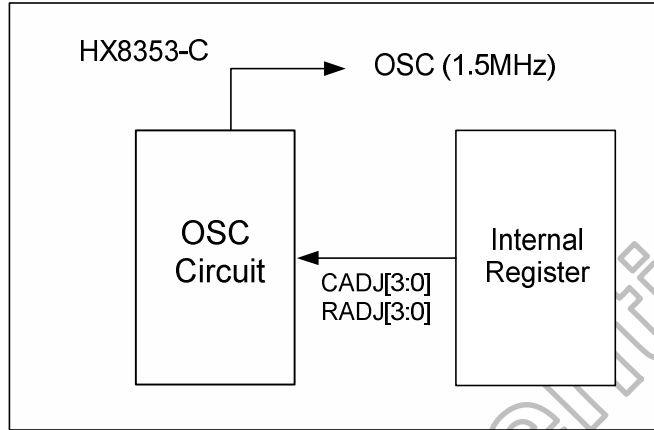 HX8353-C
OSC (1.5MHz)
OSC
Circuit
CADJ[3:0]
RADJ[3:0]
Internal
Register